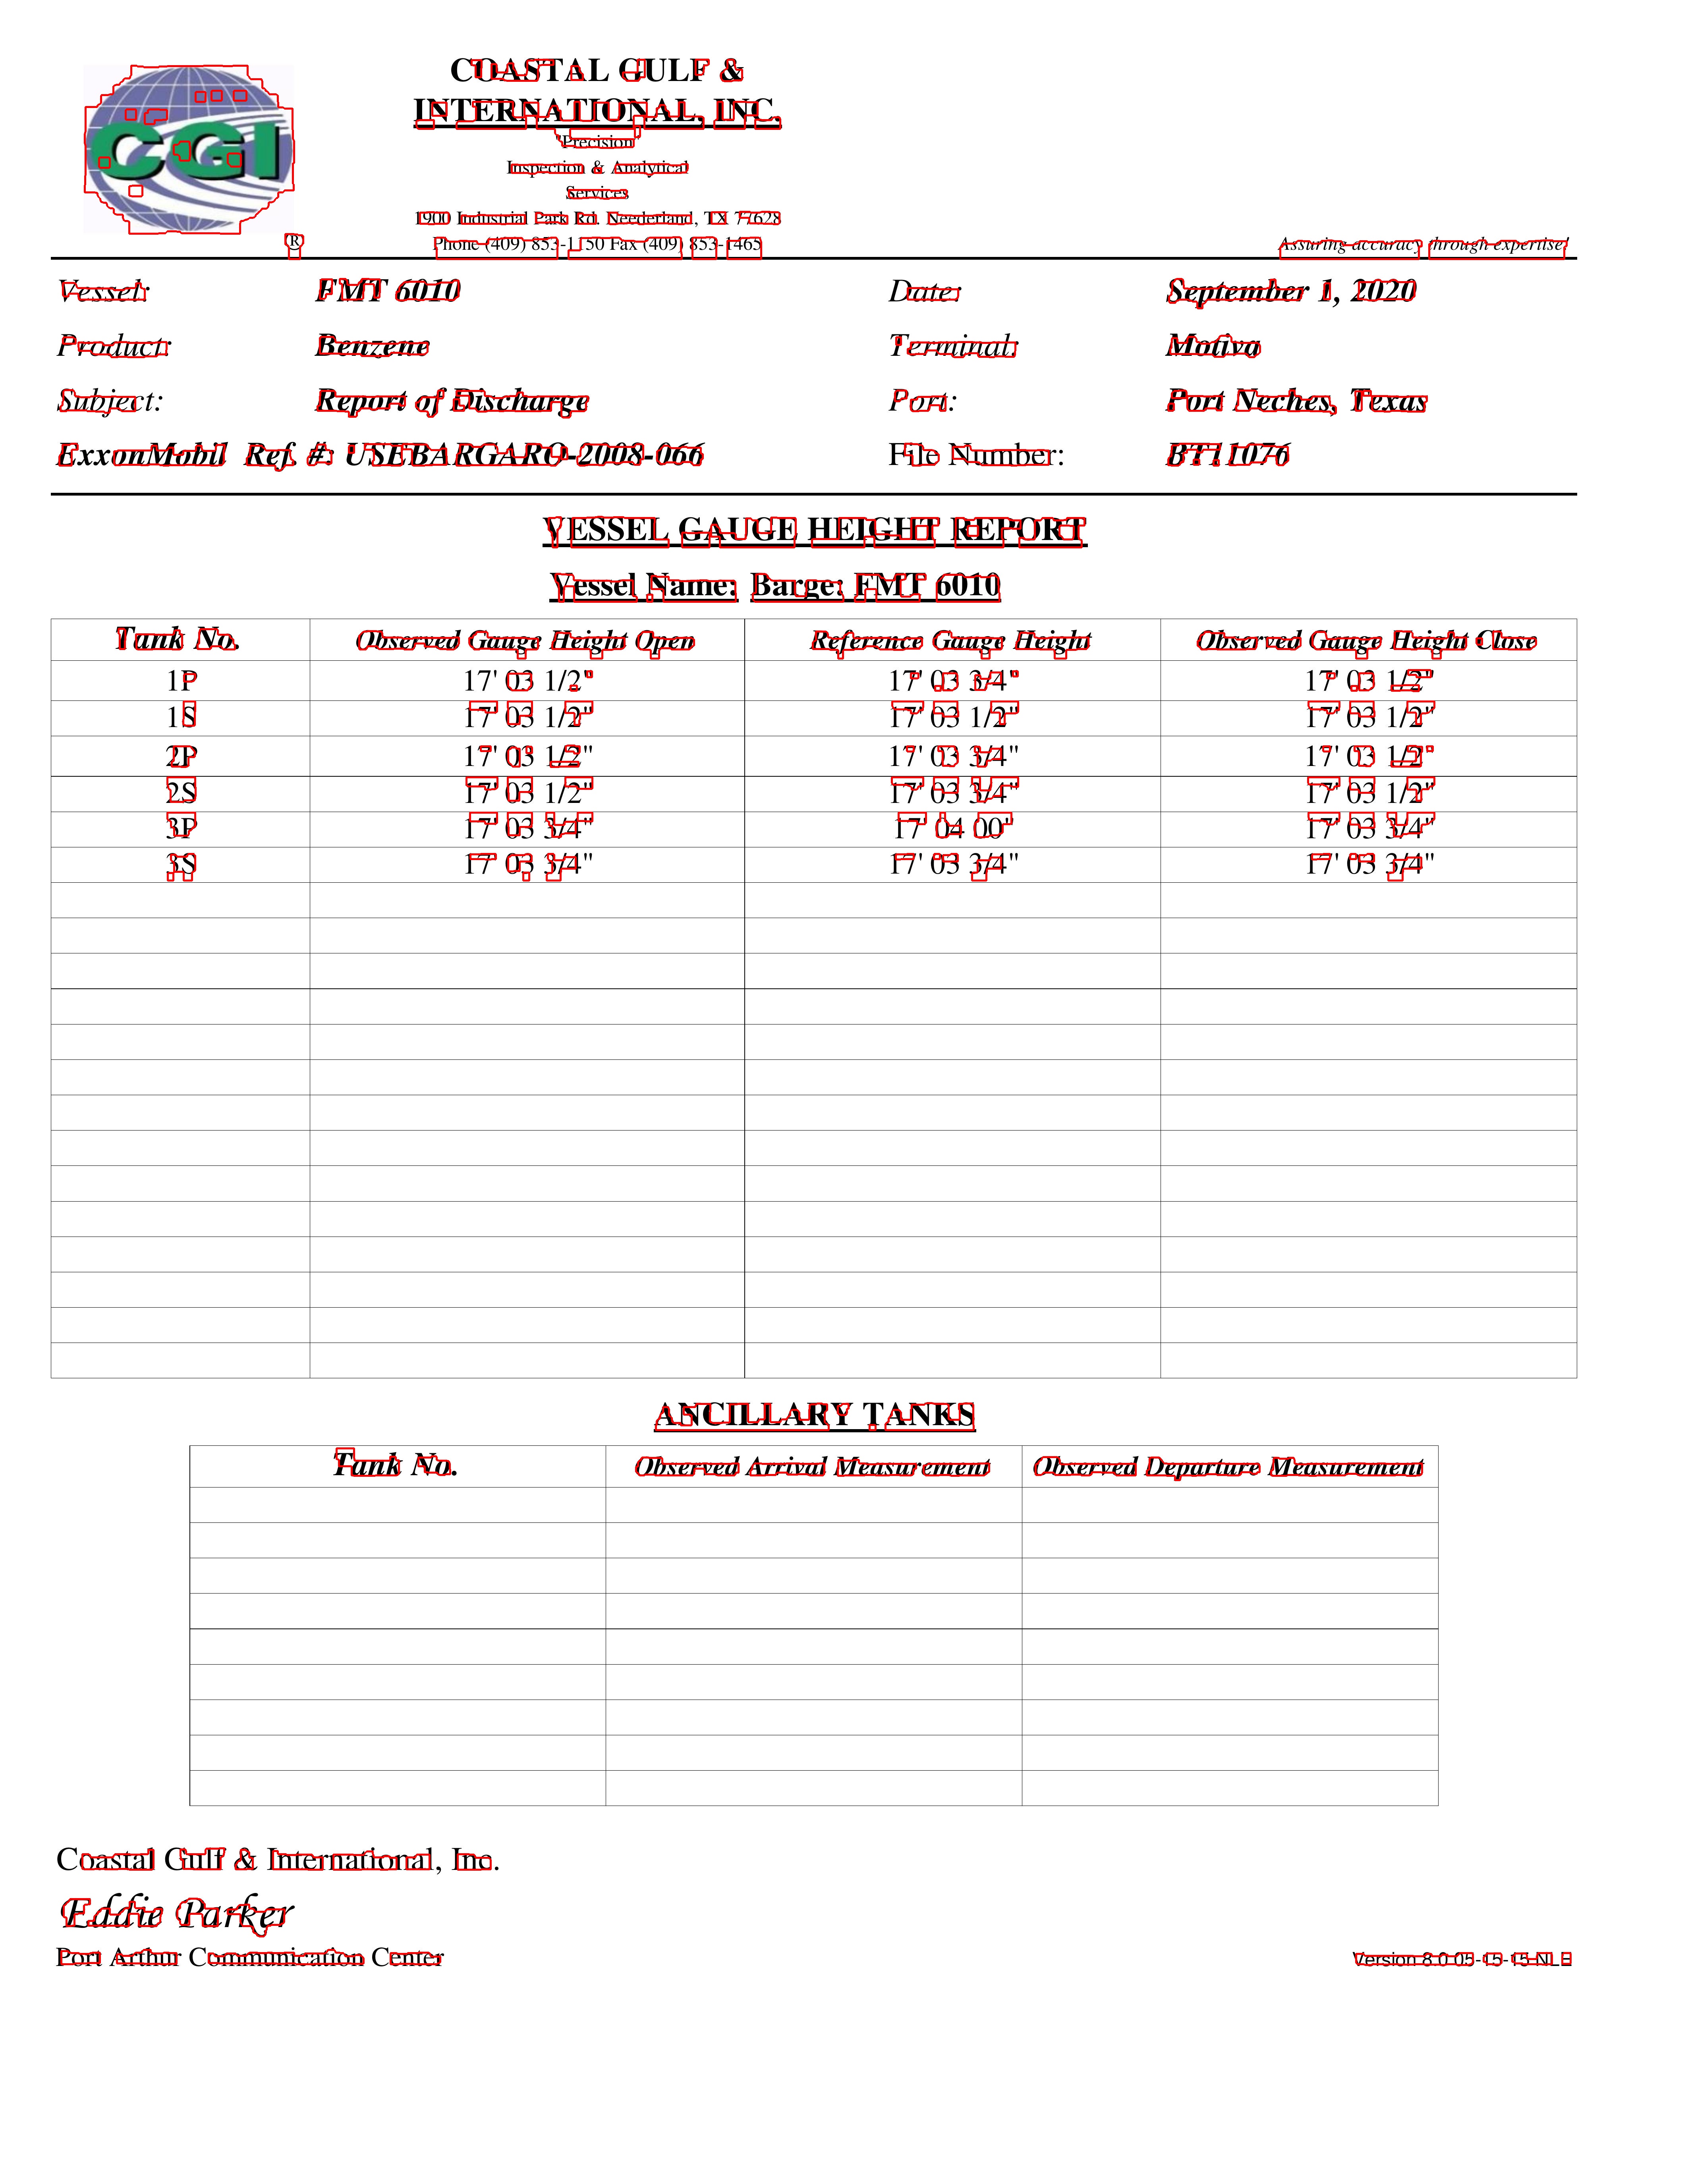 COASTAL GULF &
INTERNATIONAL, INC.
"Precision
Inspection & Analytical
Services
CGI
1900 Industrial Park Rd. Neederland, TX 77628
® Phone (409) Fax (409) 853-1465 Assuring accuracy through expertise!
Vessel: FMT 6010 Date: September 1, 2020
Product: Benzene Terminal: Motiva
Subject: Report of Discharge Port: Port Neches, Texas
ExxonMobil Ref. #: USEBARGARO-2008-066 File Number: BT11076
VESSEL GAUGE HEIGHT REPORT
Vessel Name: Barge: FMT 6010
Tank No. Observed Gauge Height Open Reference Gauge Height Observed Gauge Height Close
1P 17' 03 1/2" 17' 03 3/4" 17' 03 1/2"
1S 17' 03 1/2" 17' 03 1/2" 17' 03 1/2"
2P 17' 03 1/2" 17' 03 3/4" 17' 03 1/2"
2S 17' 03 1/2" 17' 03 3/4" 17' 03 1/2"
3P 17' 03 3/4" 17' 04 00" 17' 03 3/4"
3S 17' 03 3/4" 17' 03 3/4" 17' 03 3/4"
ANCILLARY TANKS
Tank No. Observed Arrival Measurement Observed Departure Measurement
Coastal Gulf & International, Inc.
Eddie Parker
Port Arthur Communication Center Version 8.0 05-15-15 NLB